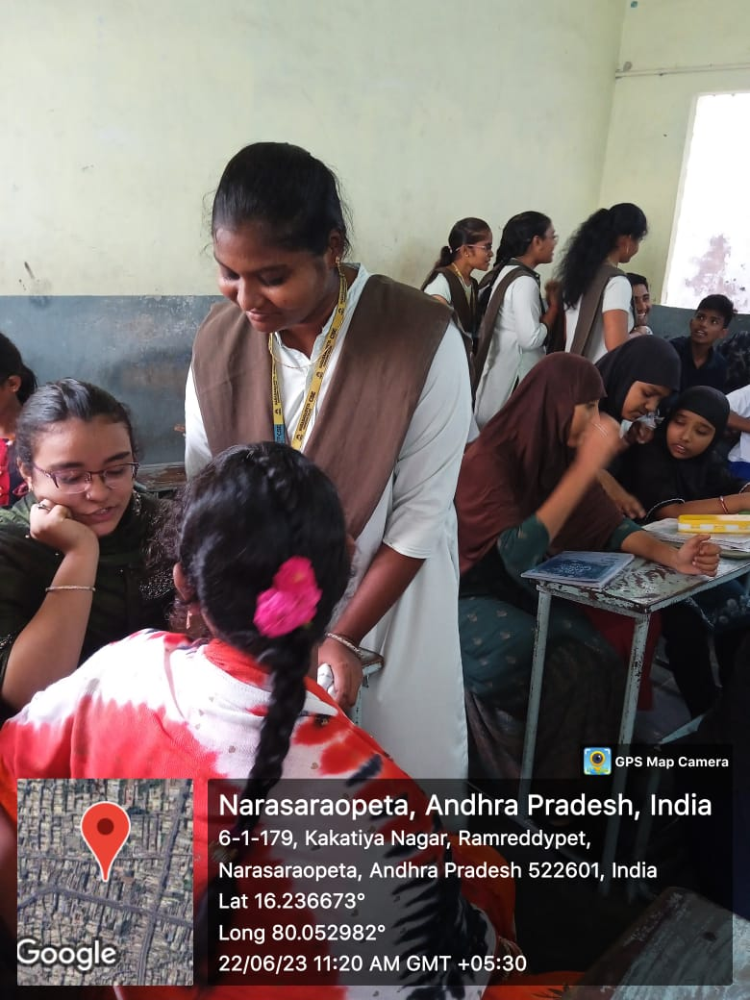 GPS Map Camera
Narasaraopeta, Andhra Pradesh, India
6-1-179, Kakatiya Nagar, Ramreddypet,
Narasaraopeta, Andhra Pradesh 522601, India
Lat 16.236673°
Long 80.052982°
22/06/23 11:20 AM GMT +05:30
Google